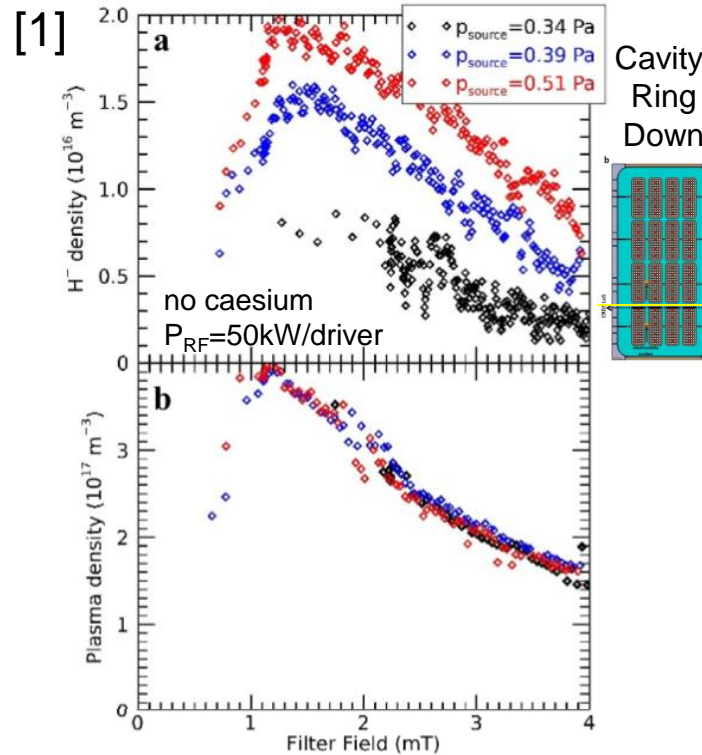 [1]
2.0
a
p_source=0.34 Pa
p_source=0.39 Pa
p_source=0.51 Pa
Cavity
Ring
Down
b
1.5
1.0
0.5
0
H⁻ density (10¹⁶ m⁻³)
no caesium
P_RF=50kW/driver
b
3
2
1
0
Plasma density (10¹⁷ m⁻³)
0 1 2 3 4
Filter Field (mT)